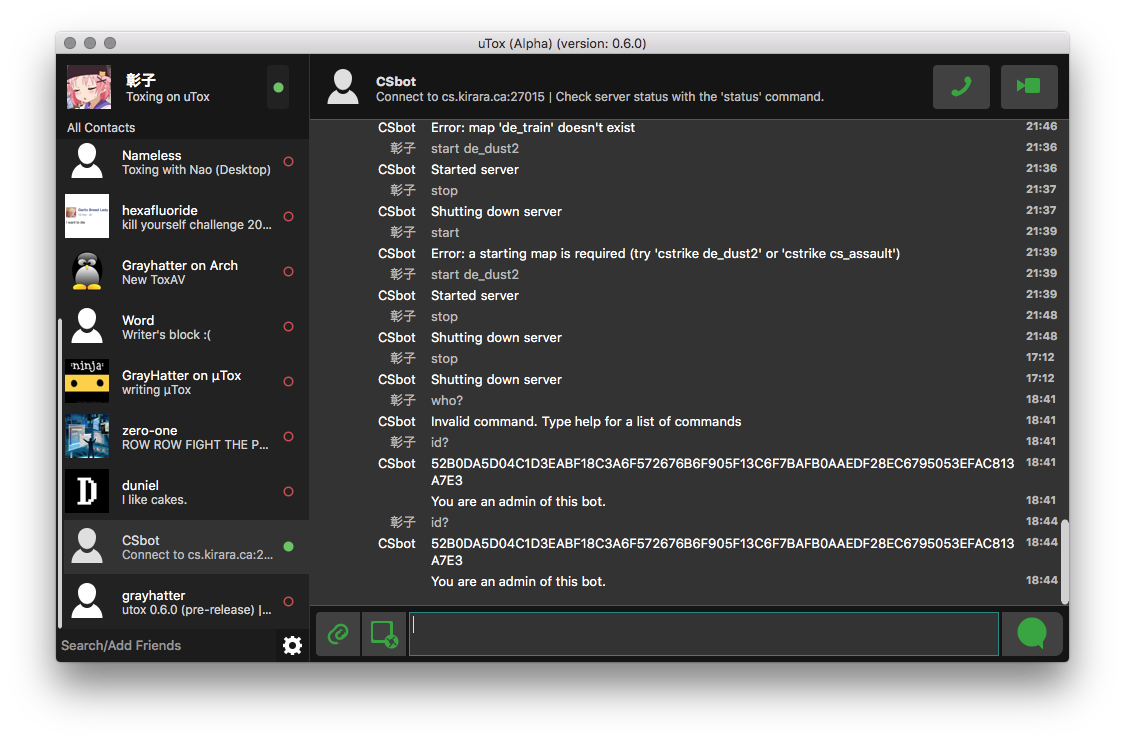 uTox (Alpha) (version: 0.6.0)
彰子
Toxing on uTox
All Contacts
Nameless
Toxing with Nao (Desktop)
hexafluoride
kill yourself challenge 20...
Grayhatter on Arch
New ToxAV
Word
Writer's block :(
'ninja'
GrayHatter on µTox
writing µTox
zero-one
ROW ROW FIGHT THE P...
D
duniel
I like cakes.
CSbot
Connect to cs.kirara.ca:2...
grayhatter
utox 0.6.0 (pre-release) |...
Search/Add Friends
CSbot
Connect to cs.kirara.ca:27015 | Check server status with the 'status' command.
CSbot Error: map 'de_train' doesn't exist 21:46
彰子 start de_dust2 21:36
CSbot Started server 21:36
彰子 stop 21:37
CSbot Shutting down server 21:37
彰子 start 21:39
CSbot Error: a starting map is required (try 'cstrike de_dust2' or 'cstrike cs_assault') 21:39
彰子 start de_dust2 21:39
CSbot Started server 21:39
彰子 stop 21:48
CSbot Shutting down server 21:48
彰子 stop 17:12
CSbot Shutting down server 17:12
彰子 who? 18:41
CSbot Invalid command. Type help for a list of commands 18:41
彰子 id? 18:41
CSbot 52B0DA5D04C1D3EABF18C3A6F572676B6F905F13C6F7BAFB0AAEDF28EC6795053EFAC813 18:41
A7E3
You are an admin of this bot. 18:41
彰子 id? 18:44
CSbot 52B0DA5D04C1D3EABF18C3A6F572676B6F905F13C6F7BAFB0AAEDF28EC6795053EFAC813 18:44
A7E3
You are an admin of this bot. 18:44